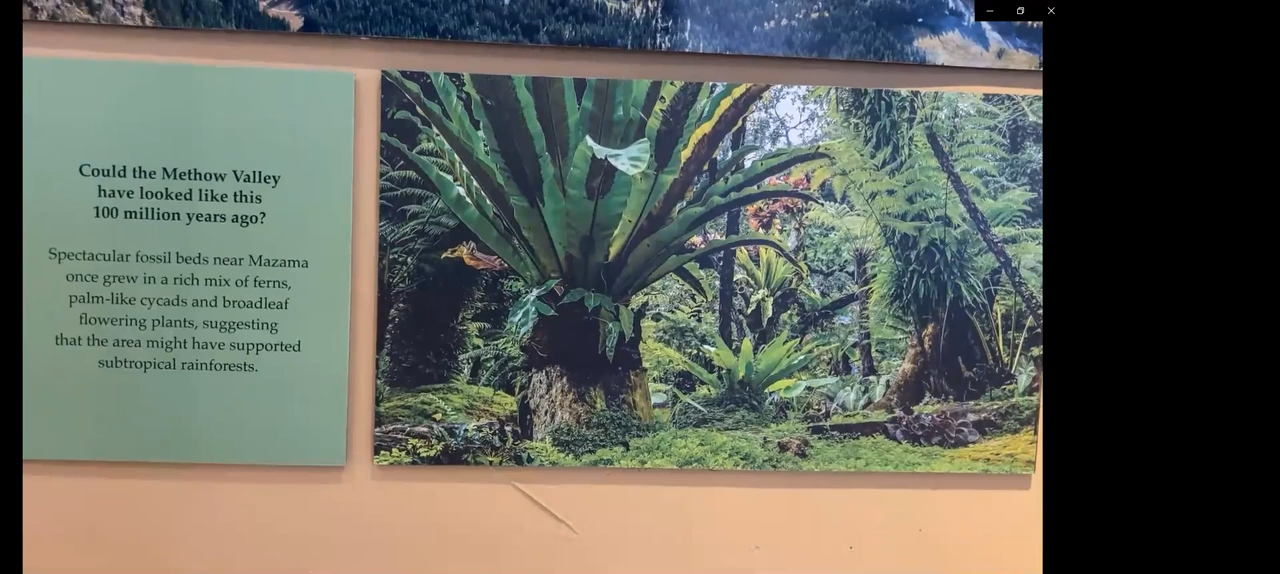 Could the Methow Valley
have looked like this
100 million years ago?
Spectacular fossil beds near Mazama
once grew in a rich mix of ferns,
palm-like cycads and broadleaf
flowering plants, suggesting
that the area might have supported
subtropical rainforests.